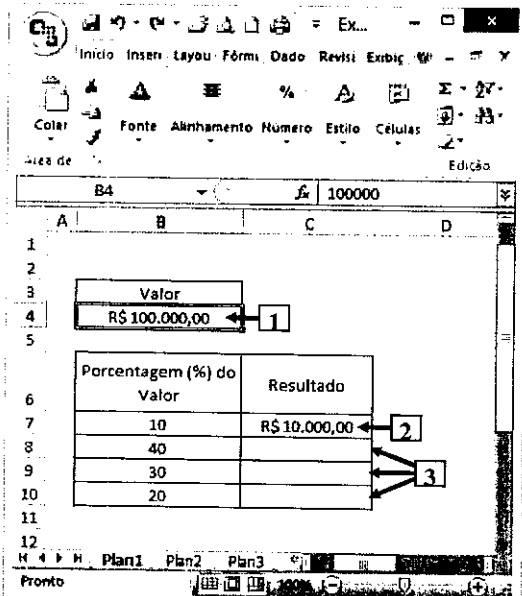 Ex...
Início Inseri Layou Fórmi Dado Revisi Exibiç
Colar Fonte Alinhamento Número Estilo Células
Área de
Edição
B4 fx 100000
A B C D
1
2
3 Valor
4 R$ 100.000,00 1
5
6 Porcentagem (%) do Valor Resultado
7 10 R$ 10.000,00 2
8 40
9 30 3
10 20
11
12
Plan1 Plan2 Plan3
Pronto 100%